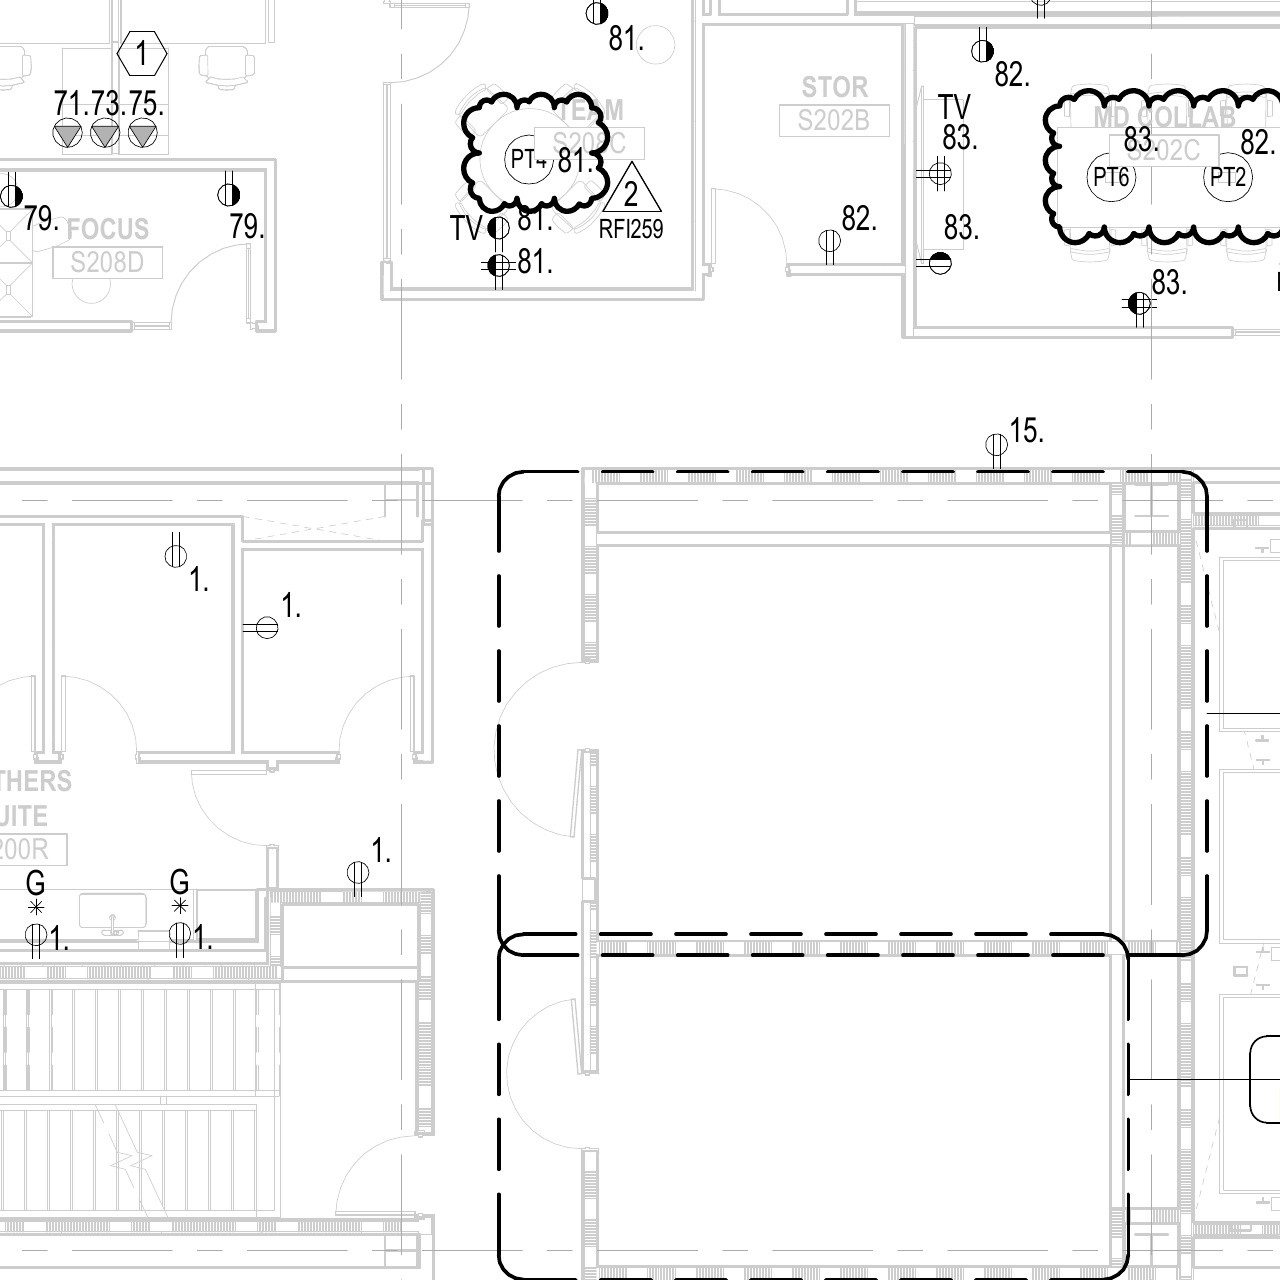 81.
1
82.
71. 73. 75.
TEAM
S208C
PT4 81.
STOR
S202B
TV
83.
MD COLLAB
S202C
83.
82.
PT6
PT2
79.
79.
FOCUS
S208D
2
RFI259
TV
81.
81.
82.
83.
83.
15.
1.
1.
THERS
UITE
200R
1.
G
G
1.
1.